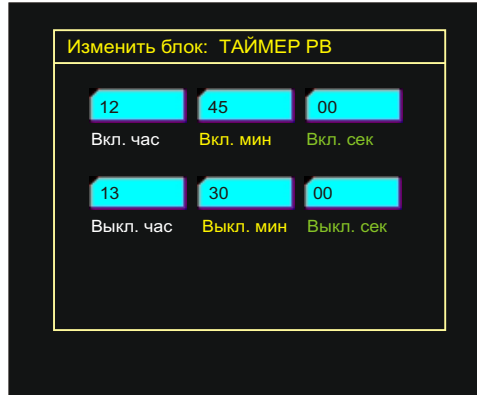 Изменить блок: ТАЙМЕР РВ
12 45 00
Вкл. час Вкл. мин Вкл. сек
13 30 00
Выкл. час Выкл. мин Выкл. сек